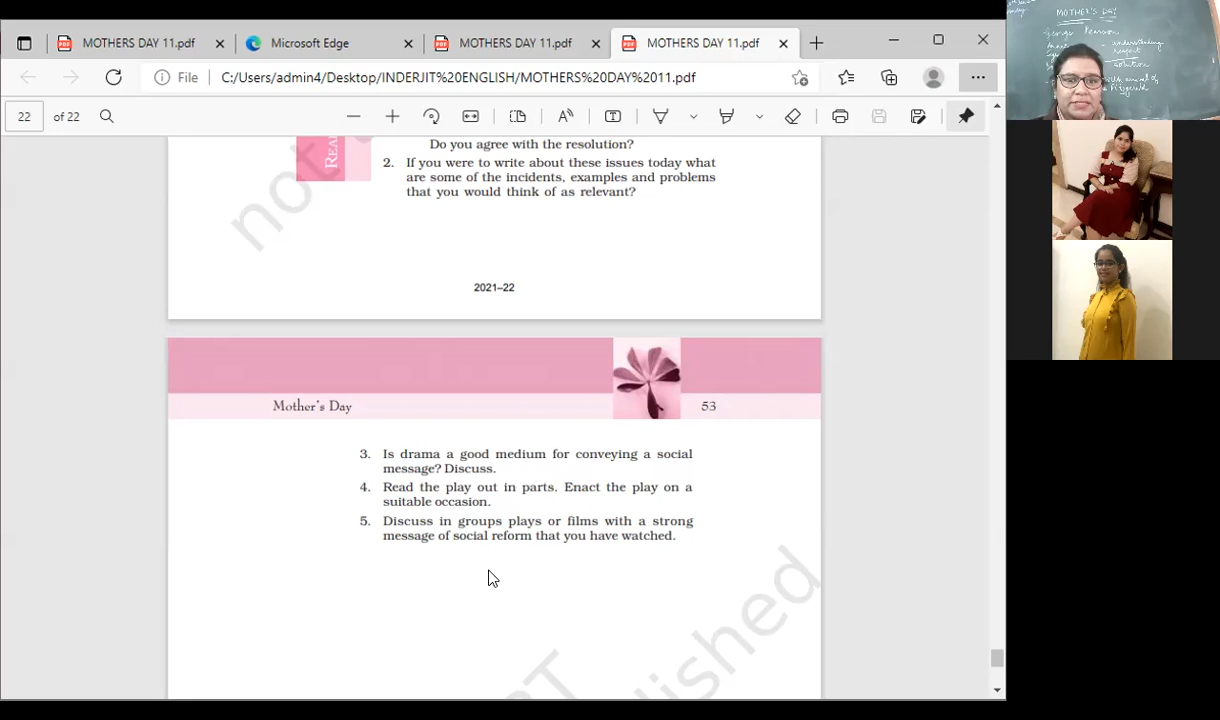 MOTHERS DAY 11.pdf
Microsoft Edge
MOTHERS DAY 11.pdf
MOTHERS DAY 11.pdf
File
C:/Users/admin4/Desktop/INDERJIT%20ENGLISH/MOTHERS%20DAY%2011.pdf
22
of 22
REA
Do you agree with the resolution?
2. If you were to write about these issues today what
are some of the incidents, examples and problems
that you would think of as relevant?
not
2021–22
Mother's Day
53
3. Is drama a good medium for conveying a social
message? Discuss.
4. Read the play out in parts. Enact the play on a
suitable occasion.
5. Discuss in groups plays or films with a strong
message of social reform that you have watched.
MOTHER'S DAY
understanding
solution
Fitzgerald